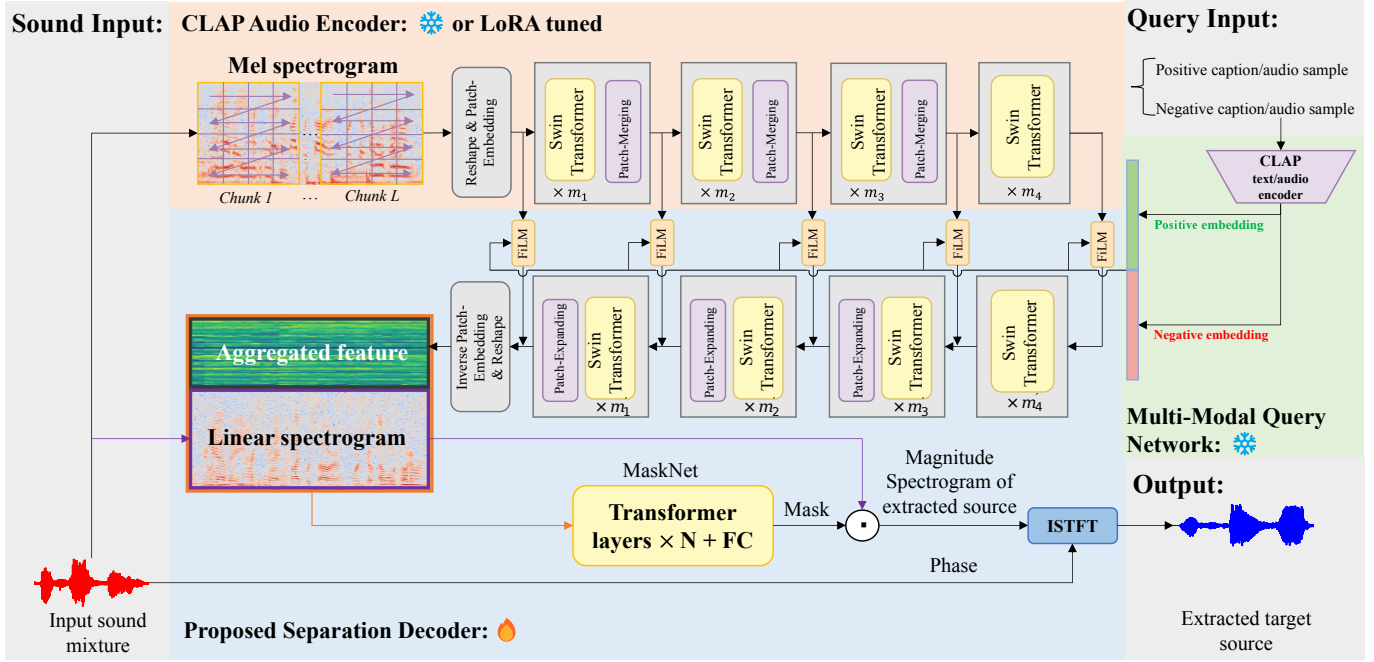 Sound Input:
CLAP Audio Encoder: or LoRA tuned
Query Input:
Mel spectrogram
Chunk 1 ... Chunk L
Reshape & Patch-
Embedding
Swin
Transformer
Patch-Merging
× m1
Swin
Transformer
Patch-Merging
× m2
Swin
Transformer
Patch-Merging
× m3
Swin
Transformer
× m4
Positive caption/audio sample
Negative caption/audio sample
CLAP
text/audio
encoder
Positive embedding
Negative embedding
FiLM
FiLM
FiLM
FiLM
FiLM
Inverse Patch-
Embedding
& Reshape
Patch-Expanding
Swin
Transformer
× m1'
Patch-Expanding
Swin
Transformer
× m2'
Patch-Expanding
Swin
Transformer
× m3'
Swin
Transformer
× m4'
Multi-Modal Query
Network:
Aggregated feature
Linear spectrogram
MaskNet
Transformer
layers × N + FC
Mask
Magnitude
Spectrogram of
extracted source
ISTFT
Phase
Output:
Input sound
mixture
Proposed Separation Decoder:
Extracted target
source